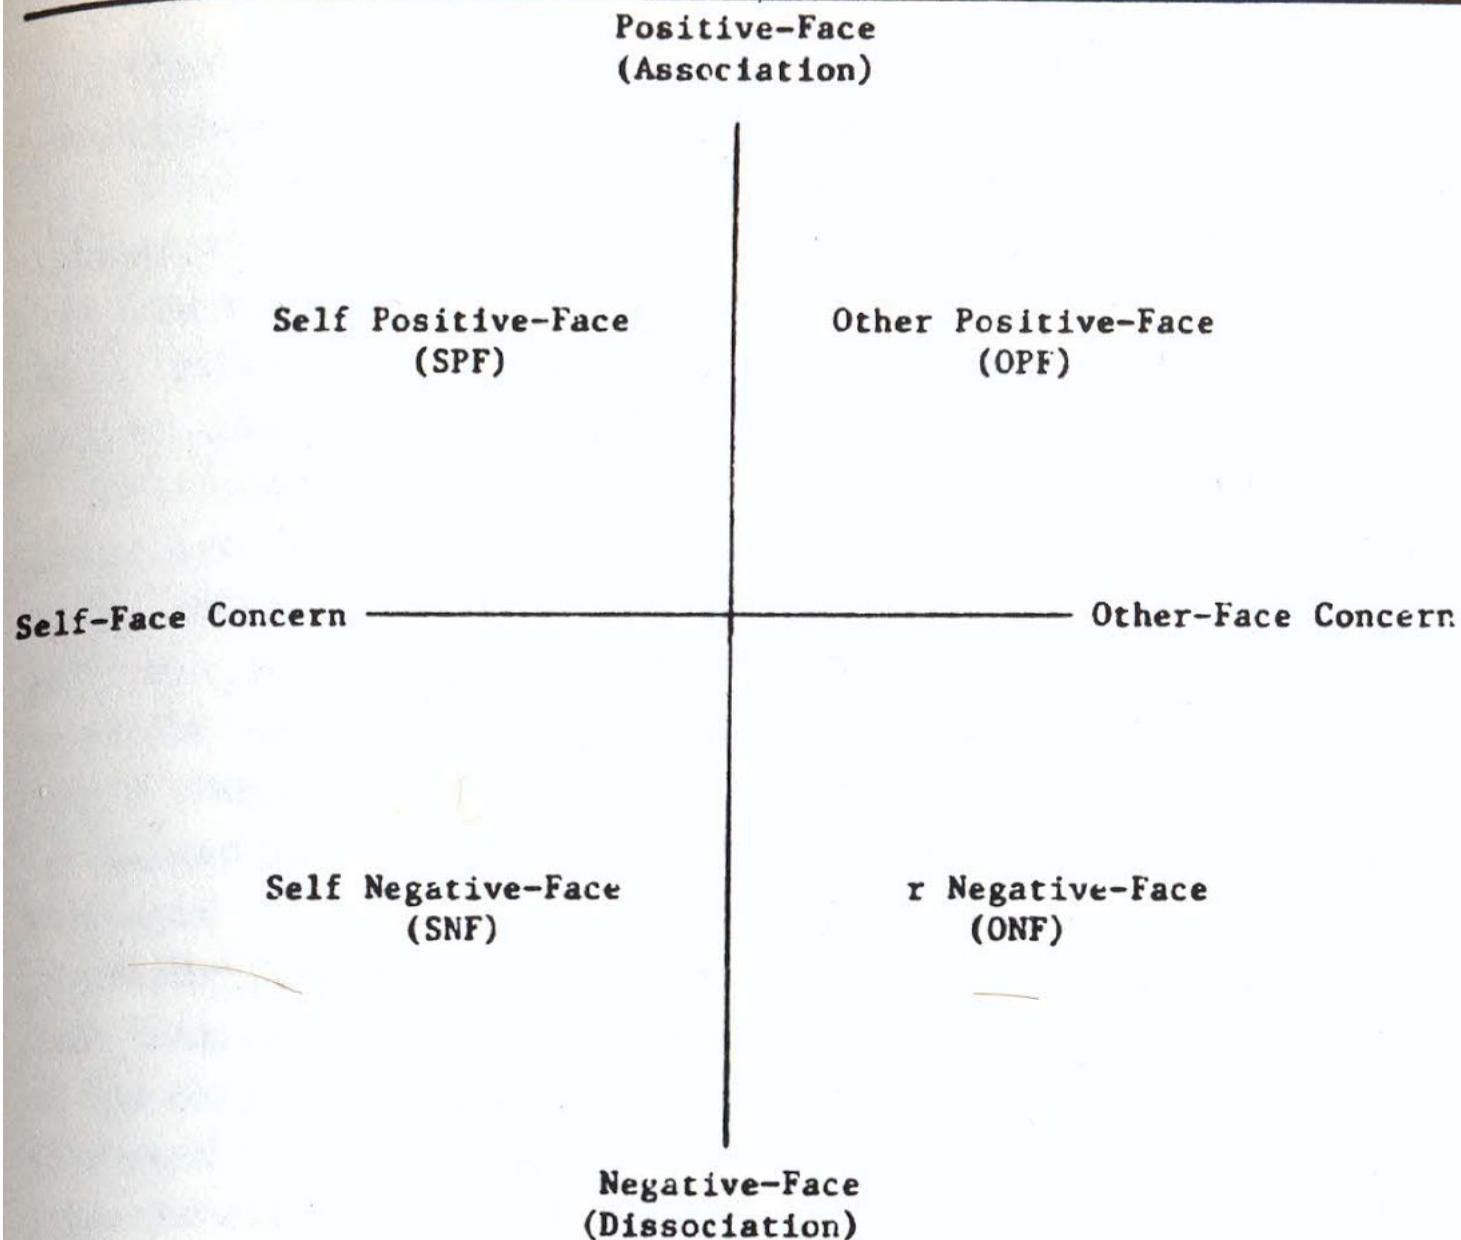 Positive-Face
(Association)
Self Positive-Face
(SPF)
Other Positive-Face
(OPF)
Self-Face Concern
Other-Face Concern
Self Negative-Face
(SNF)
r Negative-Face
(ONF)
Negative-Face
(Dissociation)